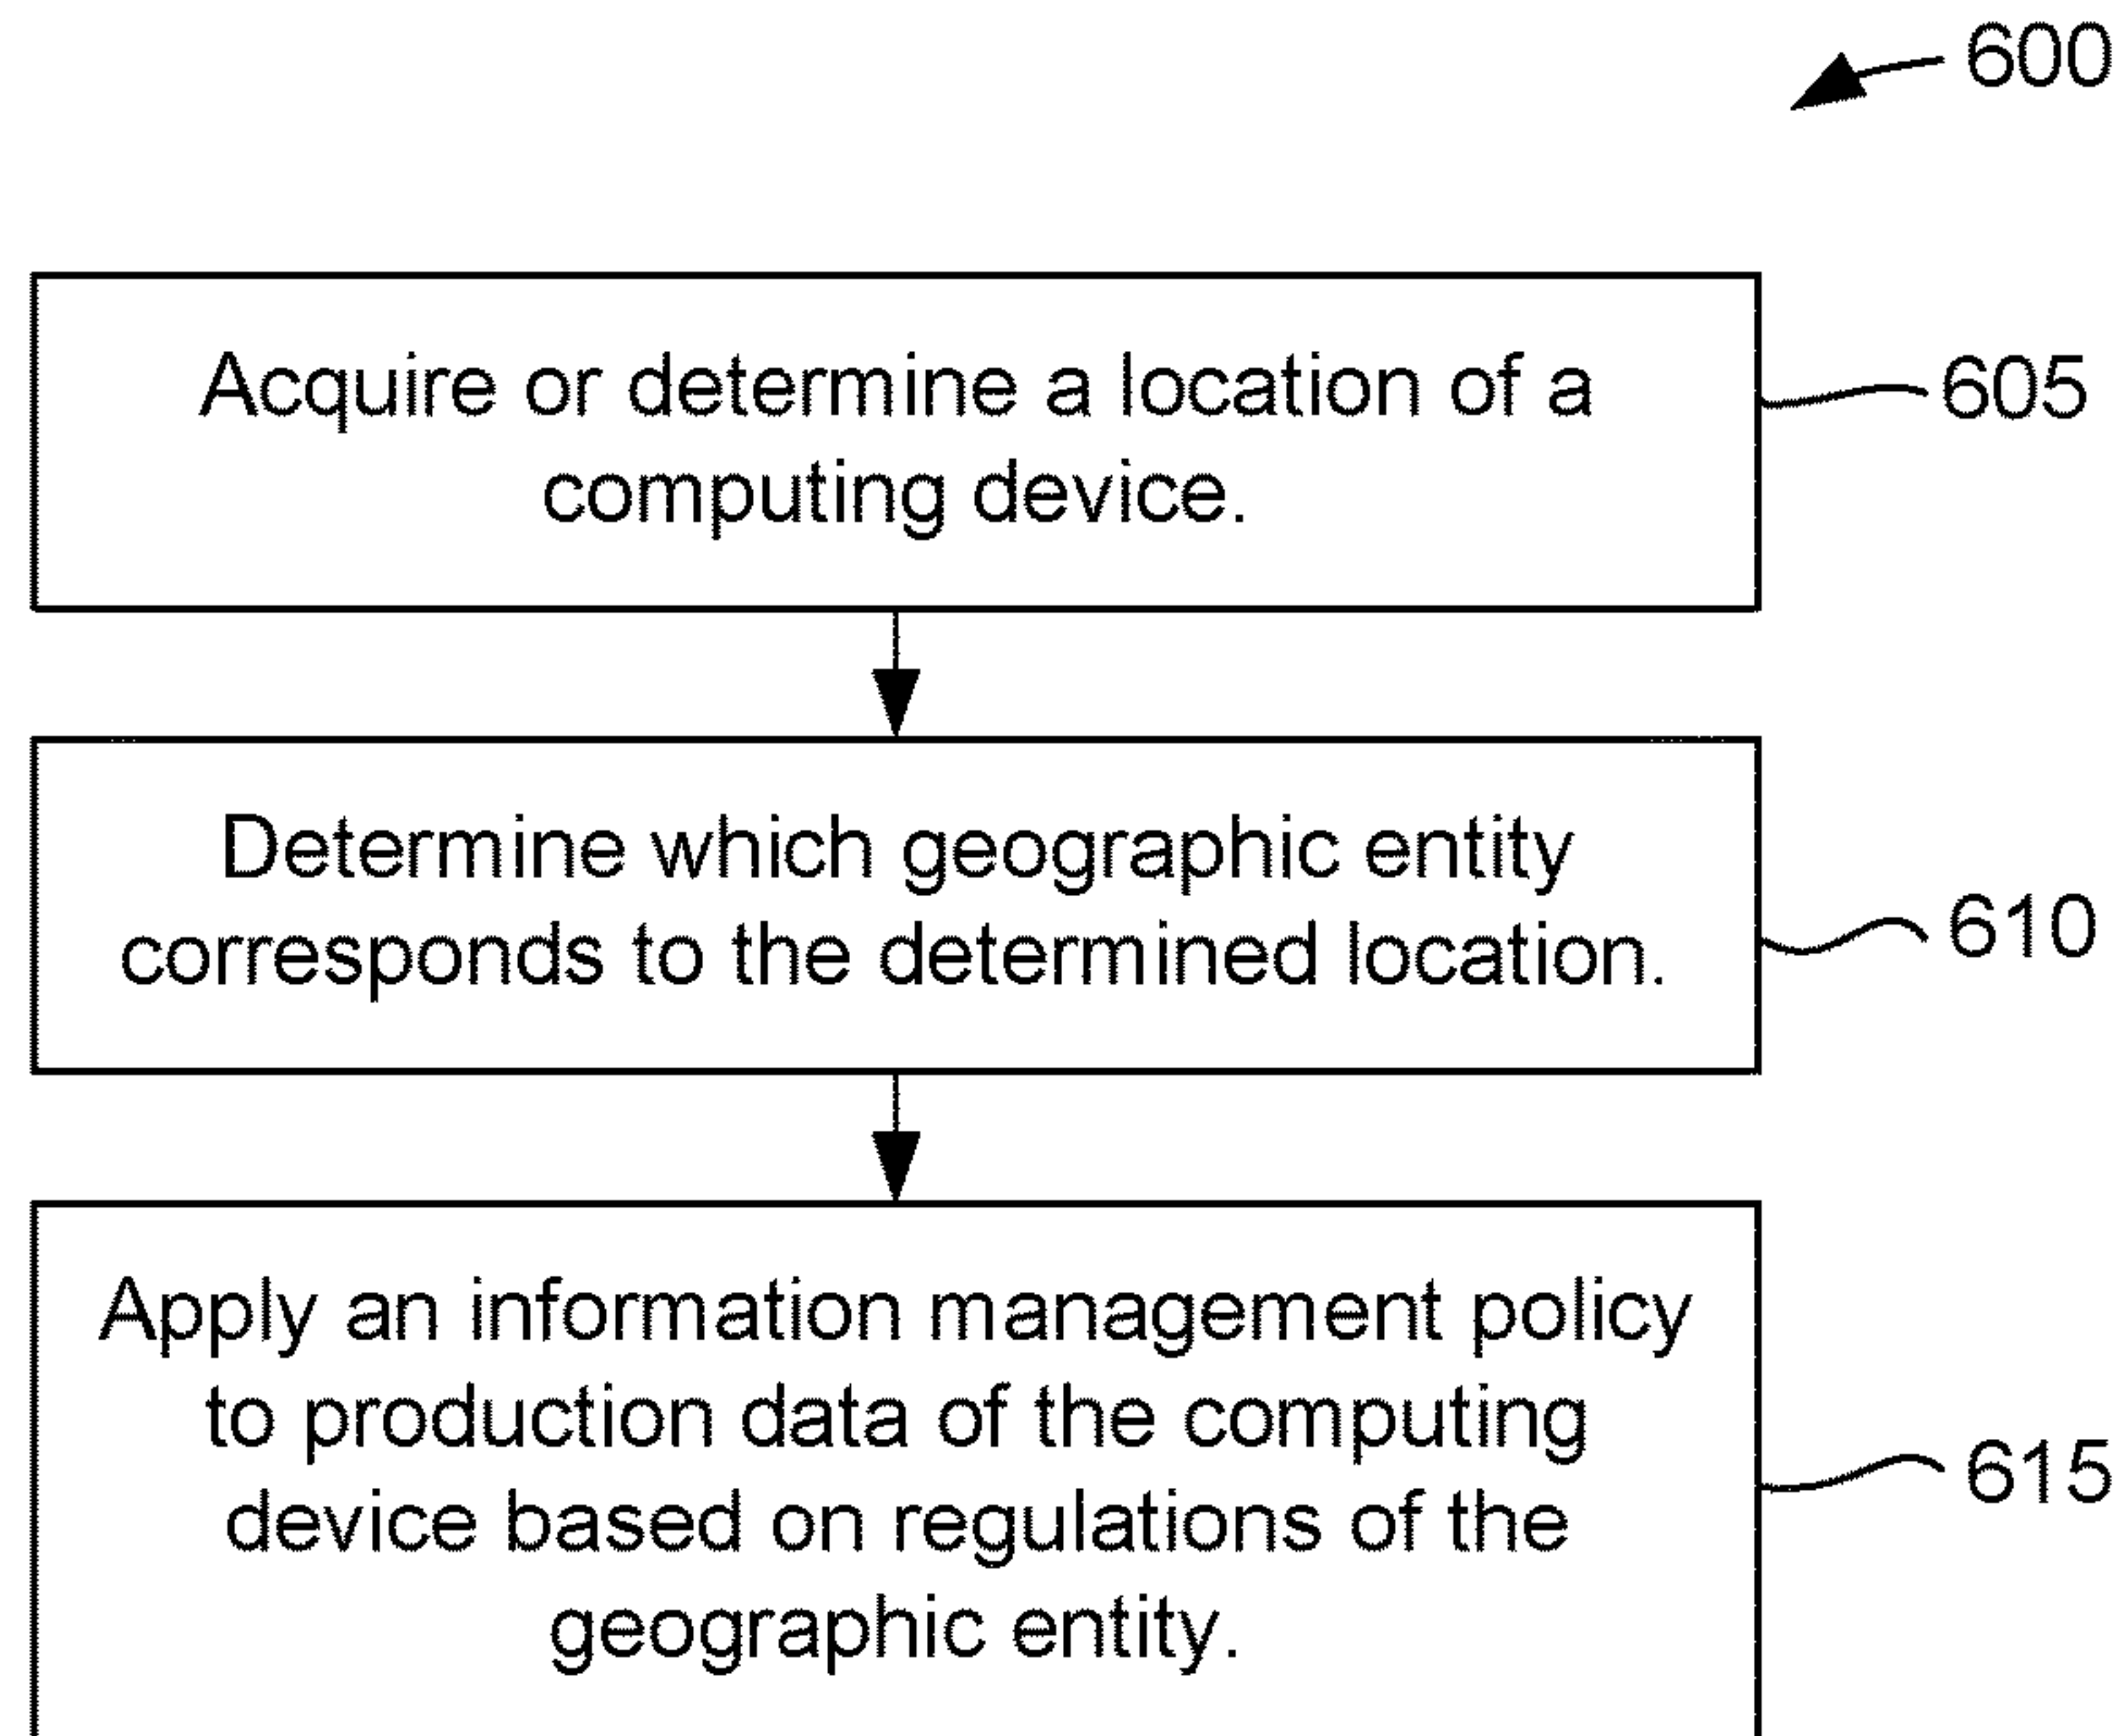 600
Acquire or determine a location of a
computing device.
605
Determine which geographic entity
corresponds to the determined location.
610
Apply an information management policy
to production data of the computing
device based on regulations of the
geographic entity.
615